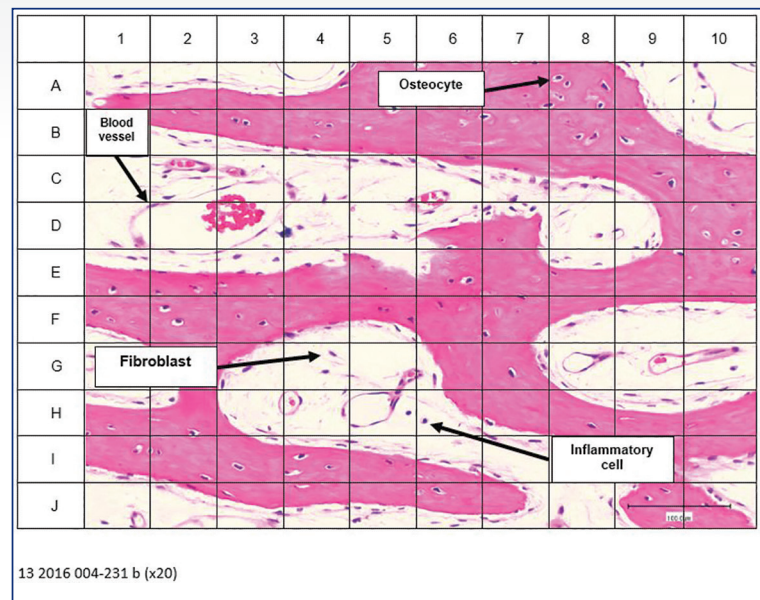 1 2 3 4 5 6 7 8 9 10
A
Osteocyte
B
Blood
vessel
C
D
E
F
G
Fibroblast
H
I
Inflammatory
cell
J
13 2016 004-231 b (x20)